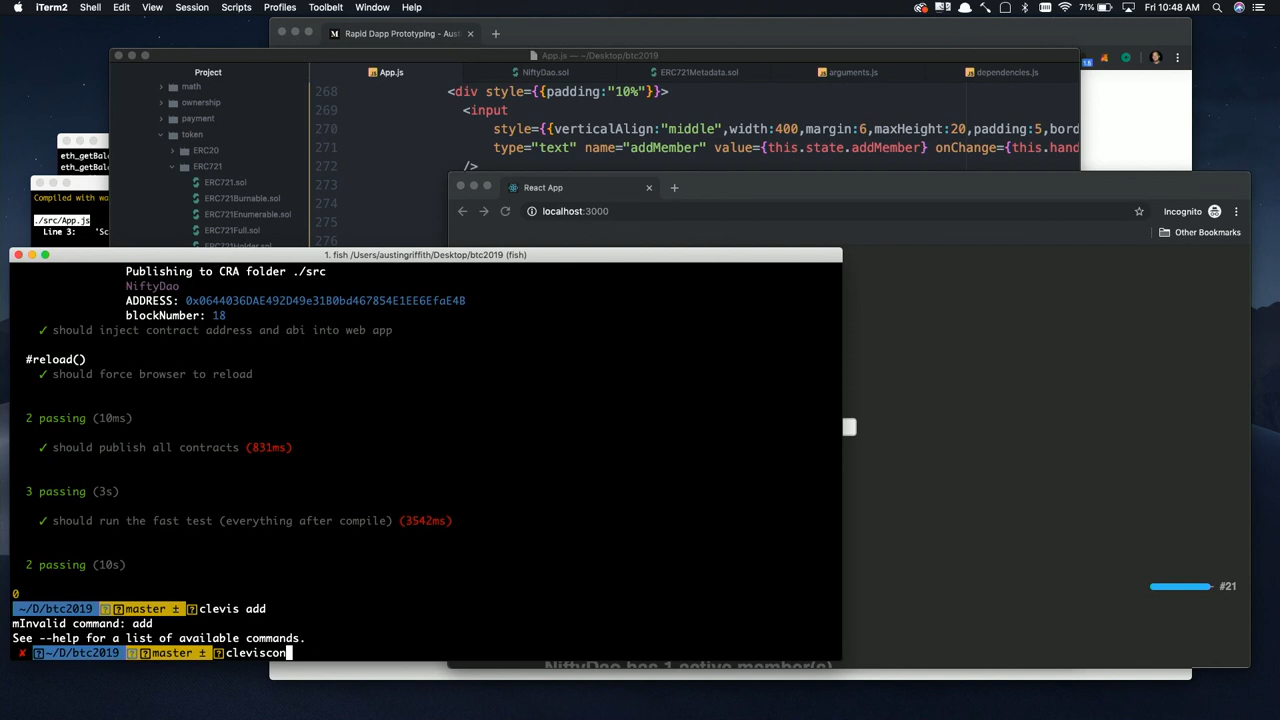 iTerm2 Shell Edit View Session Scripts Profiles Toolbelt Window Help 71% Fri 10:48 AM
Rapid Dapp Prototyping - Aus
App.js — ~/Desktop/btc2019
Project App.js NiftyDao.sol ERC721Metadata.sol arguments.js dependencies.js
math
ownership
payment
token
ERC20
ERC721
ERC721.sol
ERC721Burnable.sol
ERC721Enumerable.sol
ERC721Full.sol
ERC721Holder.sol
268 <div style={{padding:"10%"}}>
269 <input
270 style={{verticalAlign:"middle",width:400,margin:6,maxHeight:20,padding:5,bord
271 type="text" name="addMember" value={this.state.addMember} onChange={this.hand
272 />
273
274
275
276
eth_getBal
eth_getBal
Compiled with wa
./src/App.js
Line 3: 'Sc
React App
localhost:3000
Incognito
Other Bookmarks
1. fish /Users/austingriffith/Desktop/btc2019 (fish)
Publishing to CRA folder ./src
NiftyDao
ADDRESS: 0x0644036DAE492D49e31B0bd467854E1EE6EfaE4B
blockNumber: 18
✓ should inject contract address and abi into web app
#reload()
✓ should force browser to reload
2 passing (10ms)
✓ should publish all contracts (831ms)
3 passing (3s)
✓ should run the fast test (everything after compile) (3542ms)
2 passing (10s)
0
~/D/btc2019 master ± clevis add
mInvalid command: add
See --help for a list of available commands.
✘ ~/D/btc2019 master ± cleviscon
#21
NiftyDao has 1 active member(s)